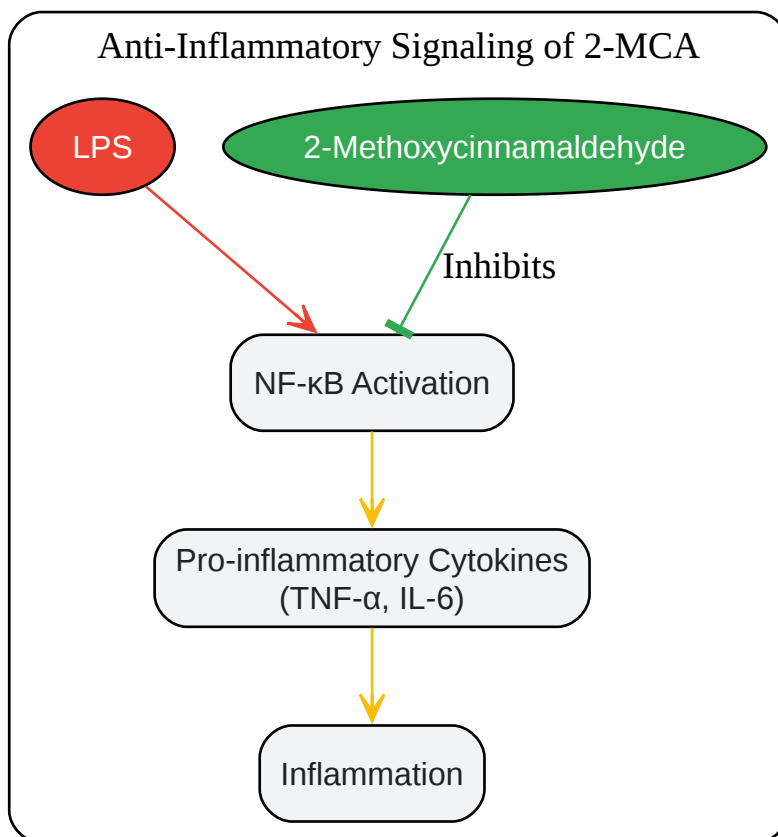 Anti-Inflammatory Signaling of 2-MCA
LPS
2-Methoxycinnamaldehyde
Inhibits
NF-κB Activation
Pro-inflammatory Cytokines
(TNF-α, IL-6)
Inflammation